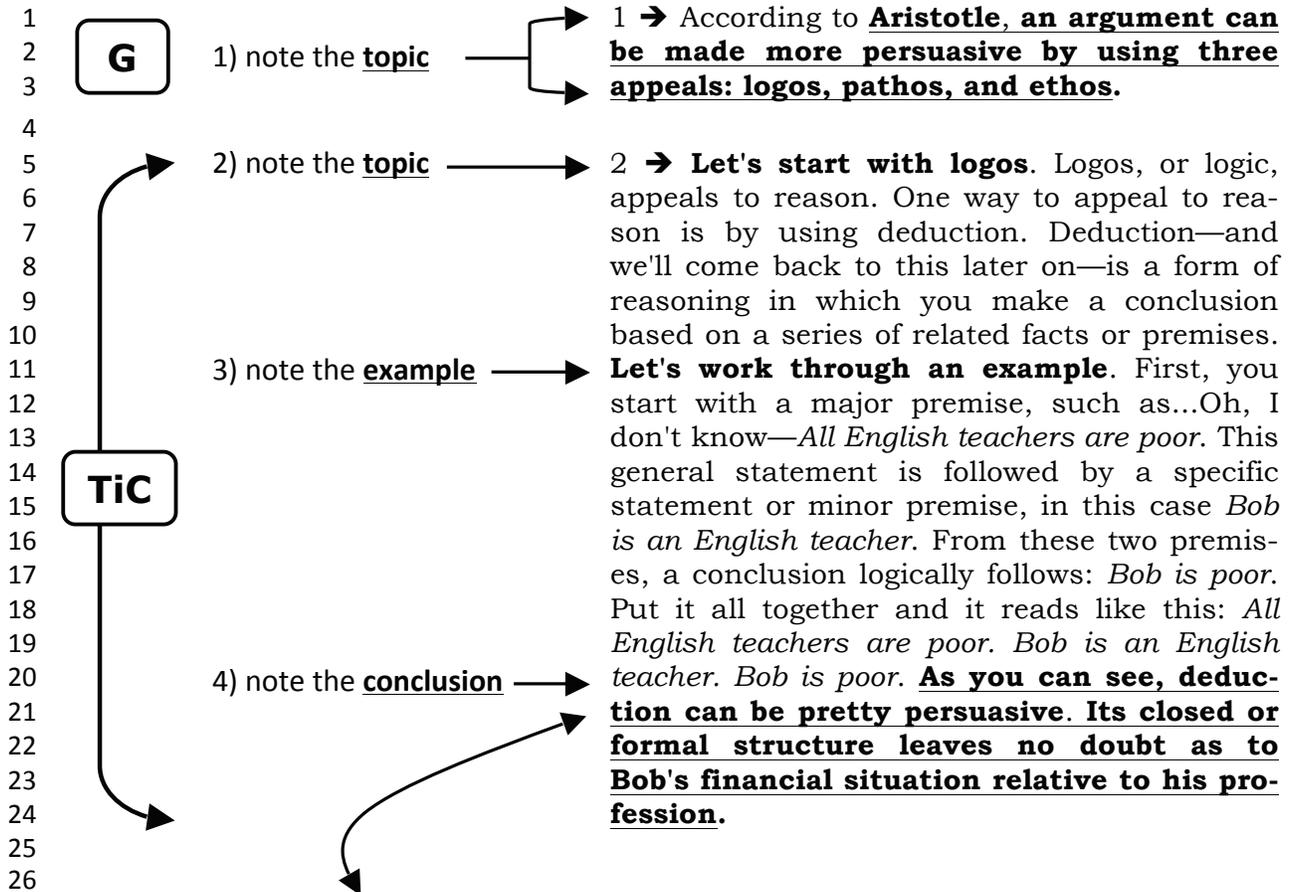 1
2
3
4
5
6
7
8
9
10
11
12
13
14
15
16
17
18
19
20
21
22
23
24
25
26
G
TiC
1) note the topic
2) note the topic
3) note the example
4) note the conclusion
1 ➔ According to Aristotle, an argument can
be made more persuasive by using three
appeals: logos, pathos, and ethos.
2 ➔ Let's start with logos. Logos, or logic,
appeals to reason. One way to appeal to rea-
son is by using deduction. Deduction—and
we'll come back to this later on—is a form of
reasoning in which you make a conclusion
based on a series of related facts or premises.
Let's work through an example. First, you
start with a major premise, such as...Oh, I
don't know—All English teachers are poor. This
general statement is followed by a specific
statement or minor premise, in this case Bob
is an English teacher. From these two premis-
es, a conclusion logically follows: Bob is poor.
Put it all together and it reads like this: All
English teachers are poor. Bob is an English
teacher. Bob is poor. As you can see, deduc-
tion can be pretty persuasive. Its closed or
formal structure leaves no doubt as to
Bob's financial situation relative to his pro-
fession.